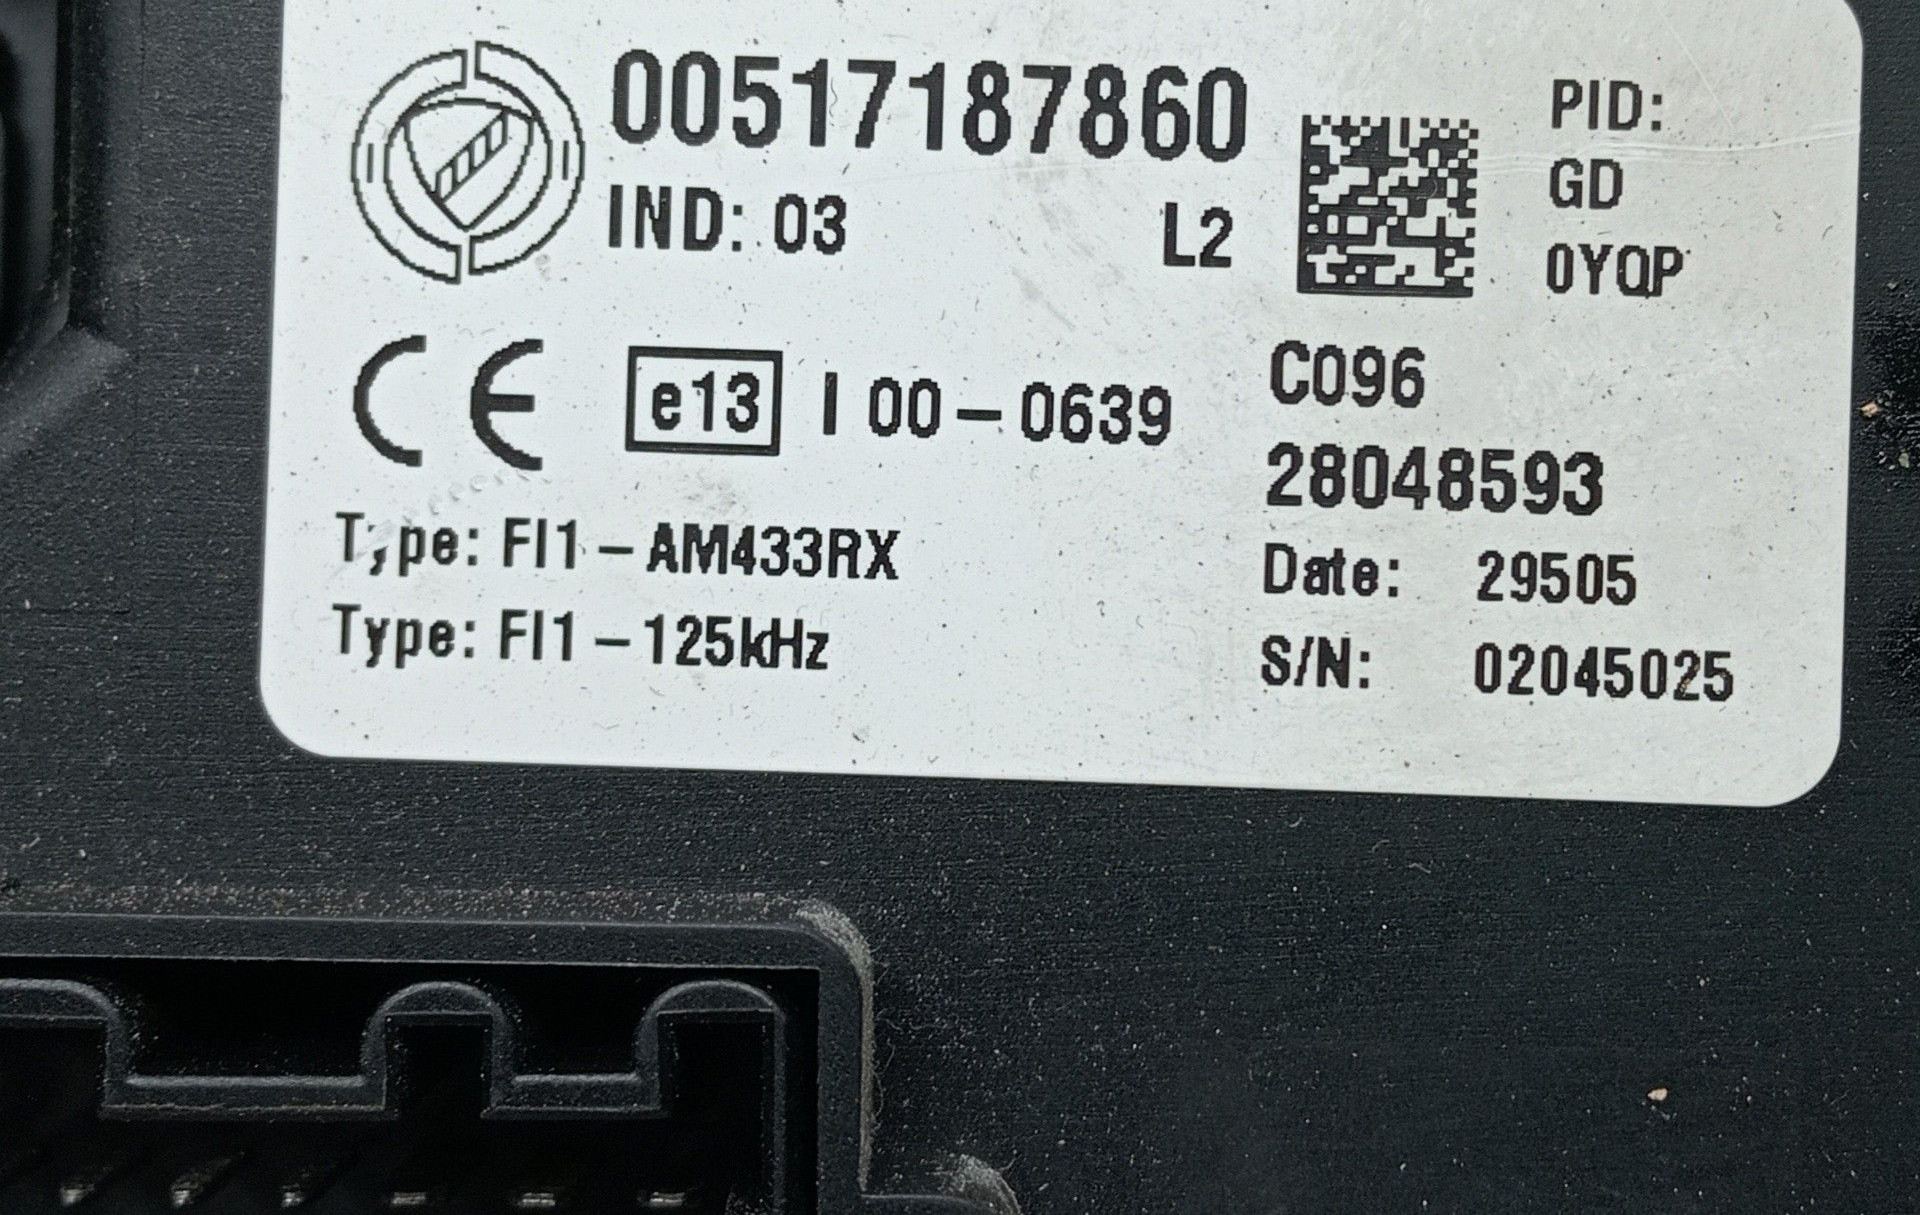 00517187860
IND: 03 L2
PID:
GD
0YQP
CE e13 I 00-0639
C096
28048593
Type: FI1-AM433RX
Date: 29505
Type: FI1-125kHz
S/N: 02045025